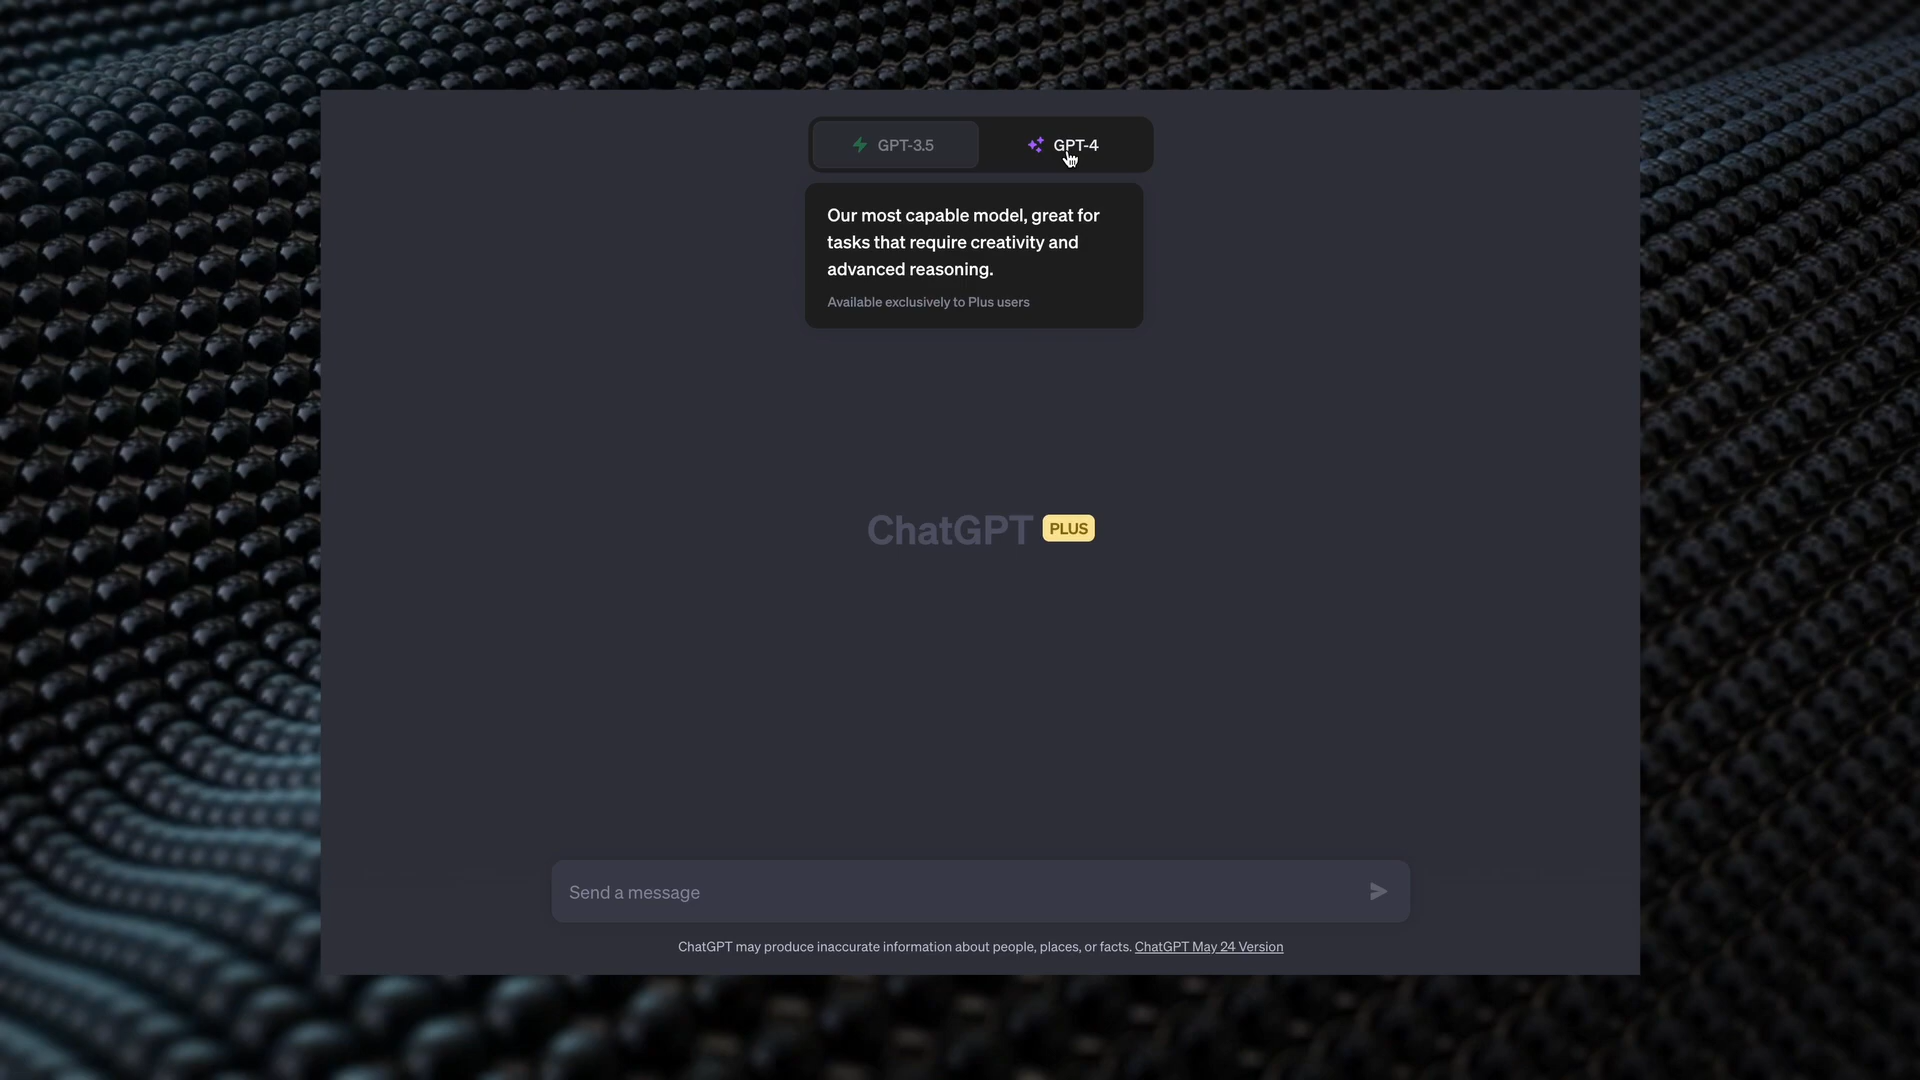 GPT-3.5
GPT-4
Our most capable model, great for
tasks that require creativity and
advanced reasoning.
Available exclusively to Plus users
ChatGPT PLUS
Send a message
ChatGPT may produce inaccurate information about people, places, or facts. ChatGPT May 24 Version